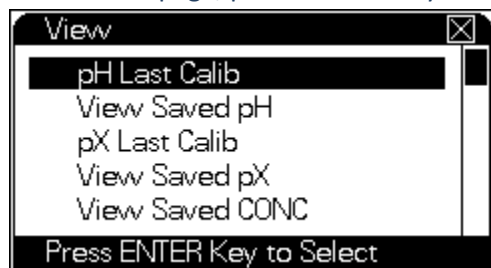 View
pH Last Calib
View Saved pH
pX Last Calib
View Saved pX
View Saved CONC
Press ENTER Key to Select